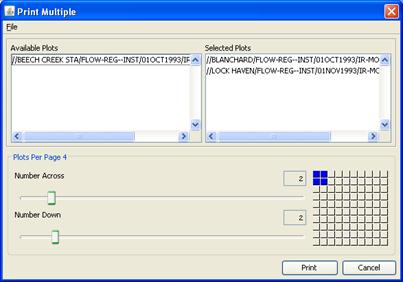 Print Multiple
File
Available Plots
Selected Plots
//BEECH CREEK STA/FLOW-REG--INST/01OCT1993/IR-MO
//BLANCHARD/FLOW-REG--INST/01OCT1993/IR-MO
//LOCK HAVEN/FLOW-REG--INST/01NOV1993/IR-MO
Plots Per Page 4
Number Across
2
Number Down
2
Print
Cancel